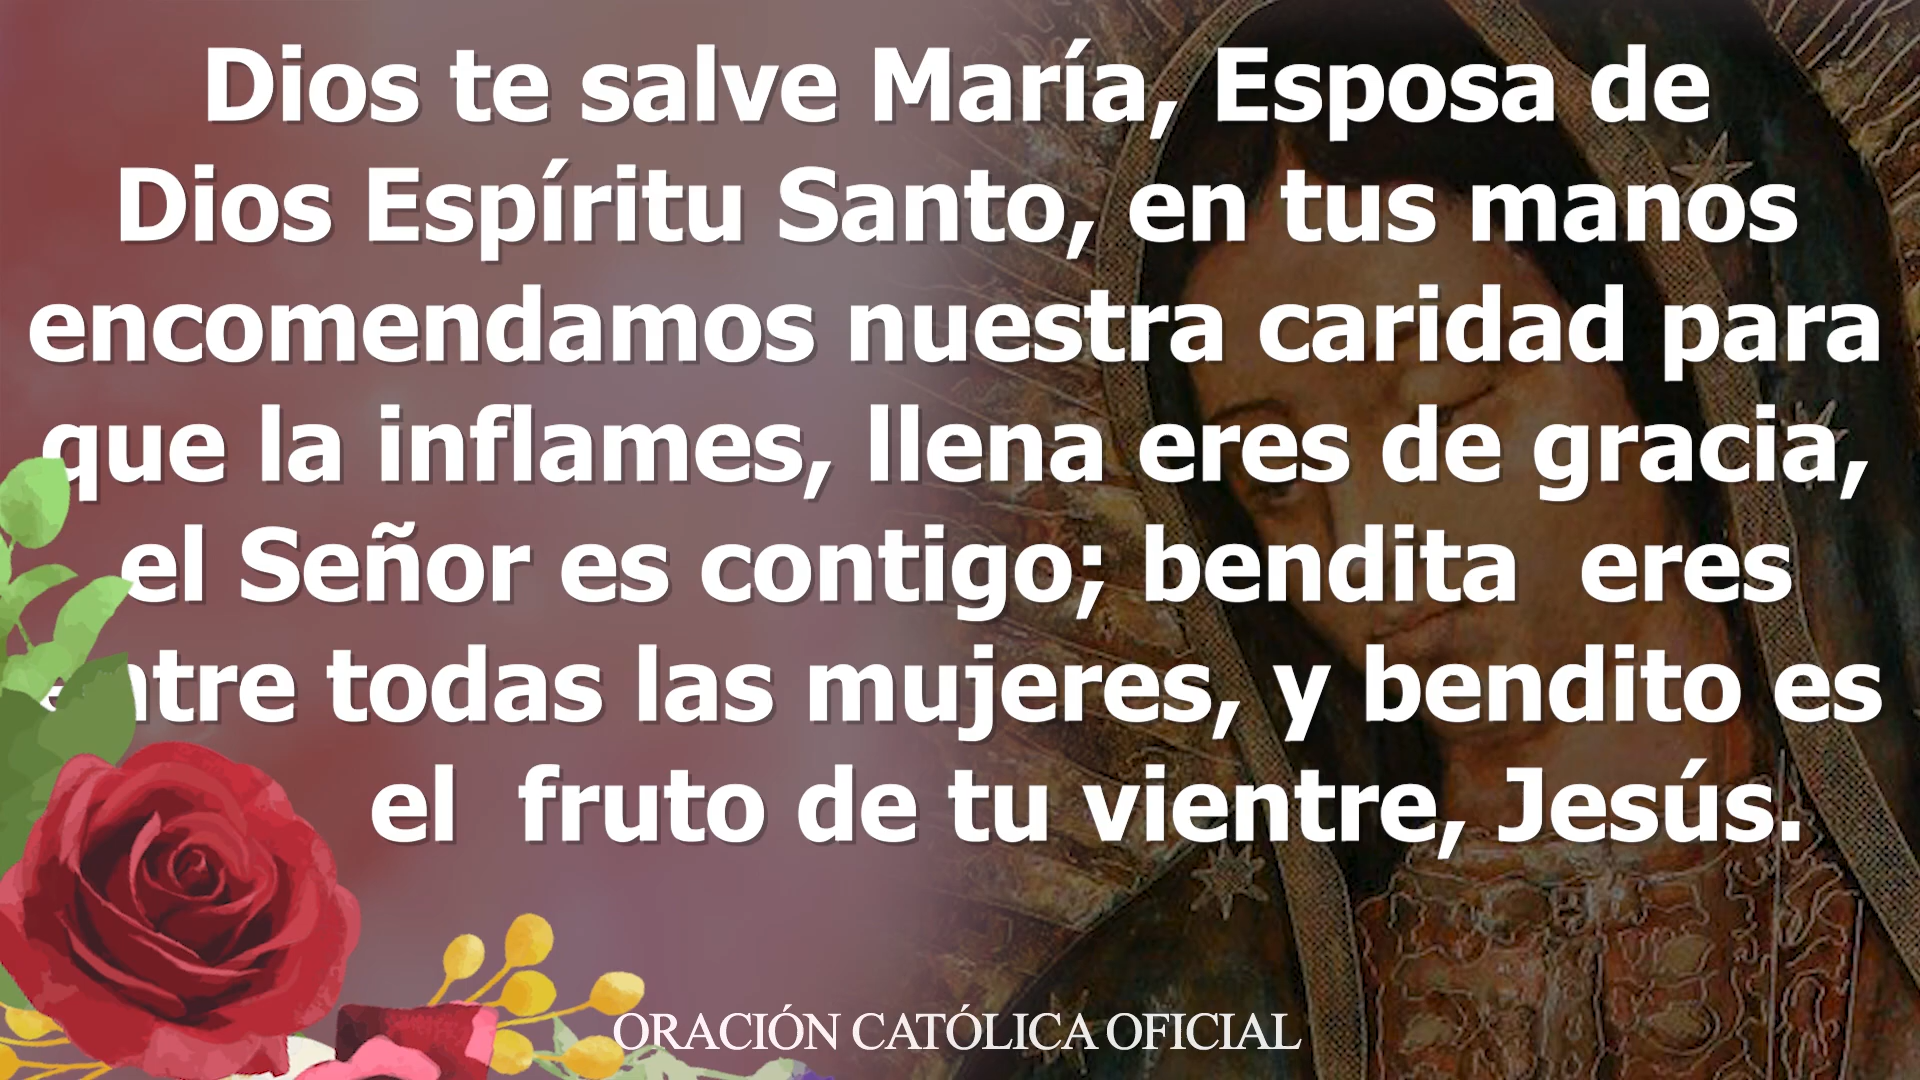 Dios te salve María, Esposa de
Dios Espíritu Santo, en tus manos
encomendamos nuestra caridad para
que la inflames, llena eres de gracia,
el Señor es contigo; bendita eres
entre todas las mujeres, y bendito es
el fruto de tu vientre, Jesús.
ORACIÓN CATÓLICA OFICIAL